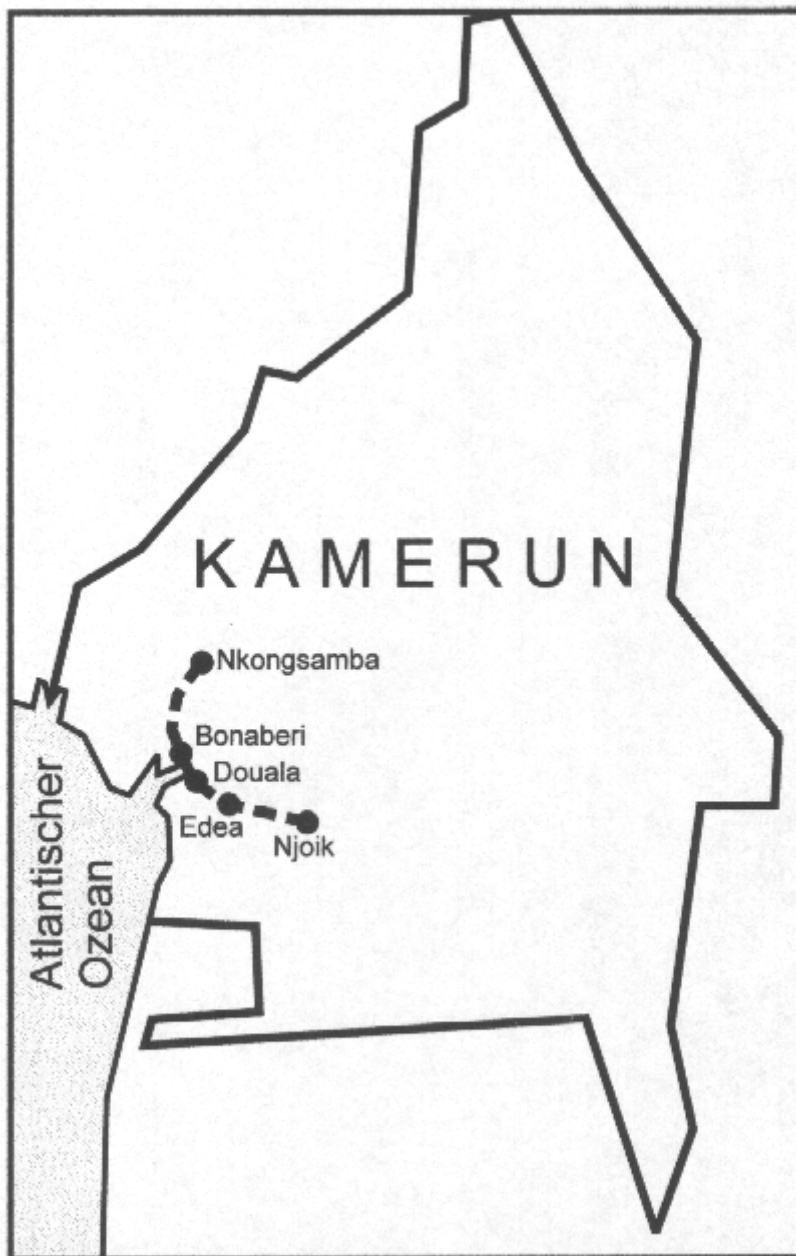 KAMERUN
Nkongsamba
Bonaberi
Douala
Edea
Njoik
Atlantischer
Ozean